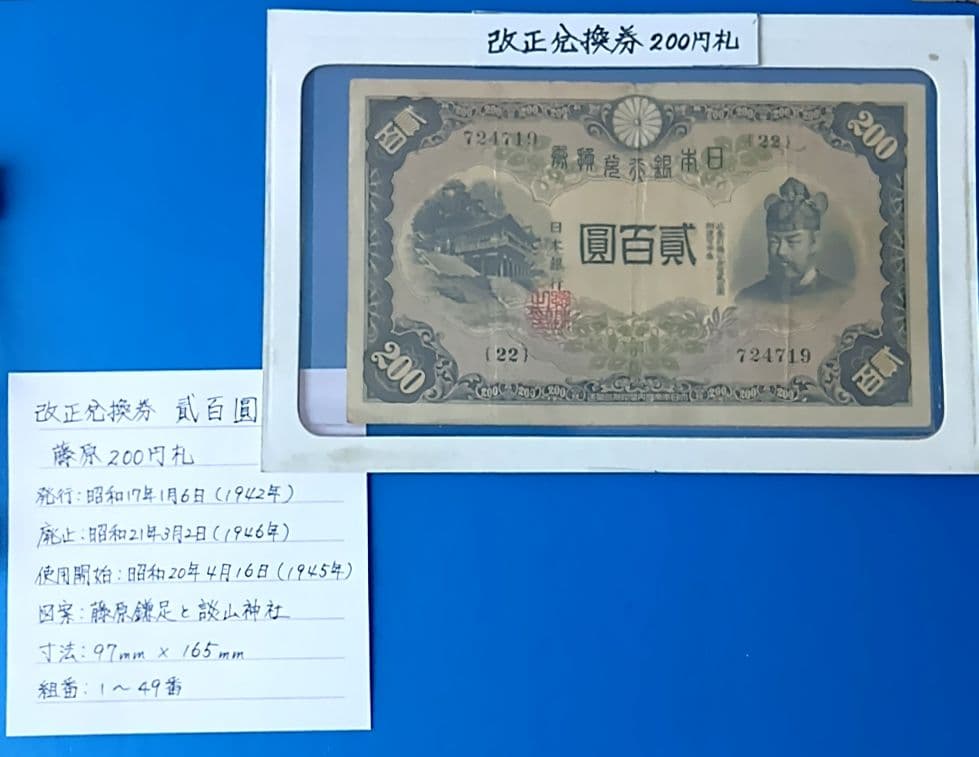 改正兌換券 200円札
貳百
200
724719
{22}
日本銀行兌換券
貳百圓
日本銀行
{22}
724719
200
貳百
改正兌換券 貳百圓
藤原200円札
発行:昭和17年1月6日(1942年)
廃止:昭和21年3月2日(1946年)
使用開始:昭和20年4月16日(1945年)
図案:藤原鎌足と談山神社
寸法:97mm × 165mm
組番:1〜49番